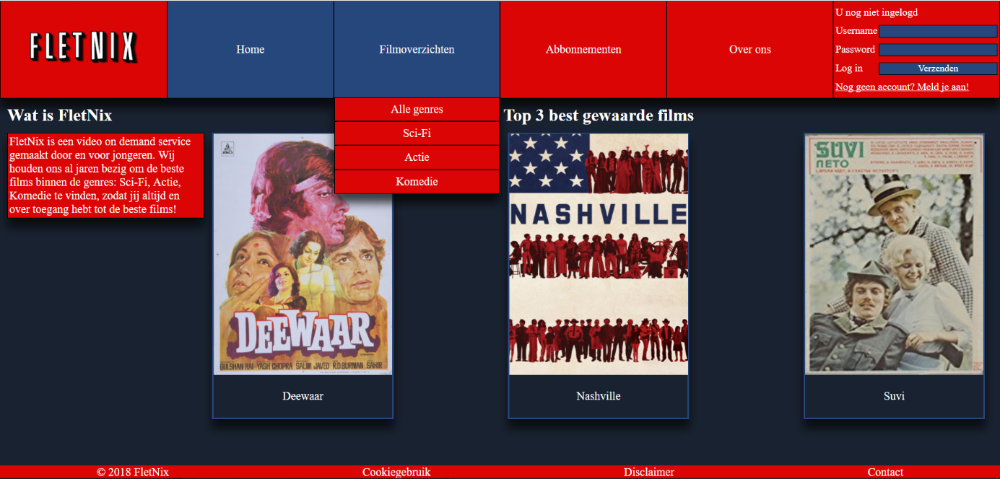 FLETNIX
Home
Filmoverzichten
Abbonnementen
Over ons
U nog niet ingelogd
Username
Password
Log in
Verzenden
Nog geen account? Meld je aan!
Alle genres
Sci-Fi
Actie
Komedie
Wat is FletNix
FletNix is een video on demand service
gemaakt door en voor jongeren. Wij
houden ons al jaren bezig om de beste
films binnen de genres: Sci-Fi, Actie,
Komedie te vinden, zodat jij altijd en
over toegang hebt tot de beste films!
Top 3 best gewaarde films
DEEWAAR
GULSHAN RAI YASH CHOPRA SALIM JAVED R.D.BURMAN SAHIR
Deewaar
NASHVILLE
Nashville
SUVI
ПETO
Suvi
© 2018 FletNix
Cookiegebruik
Disclaimer
Contact